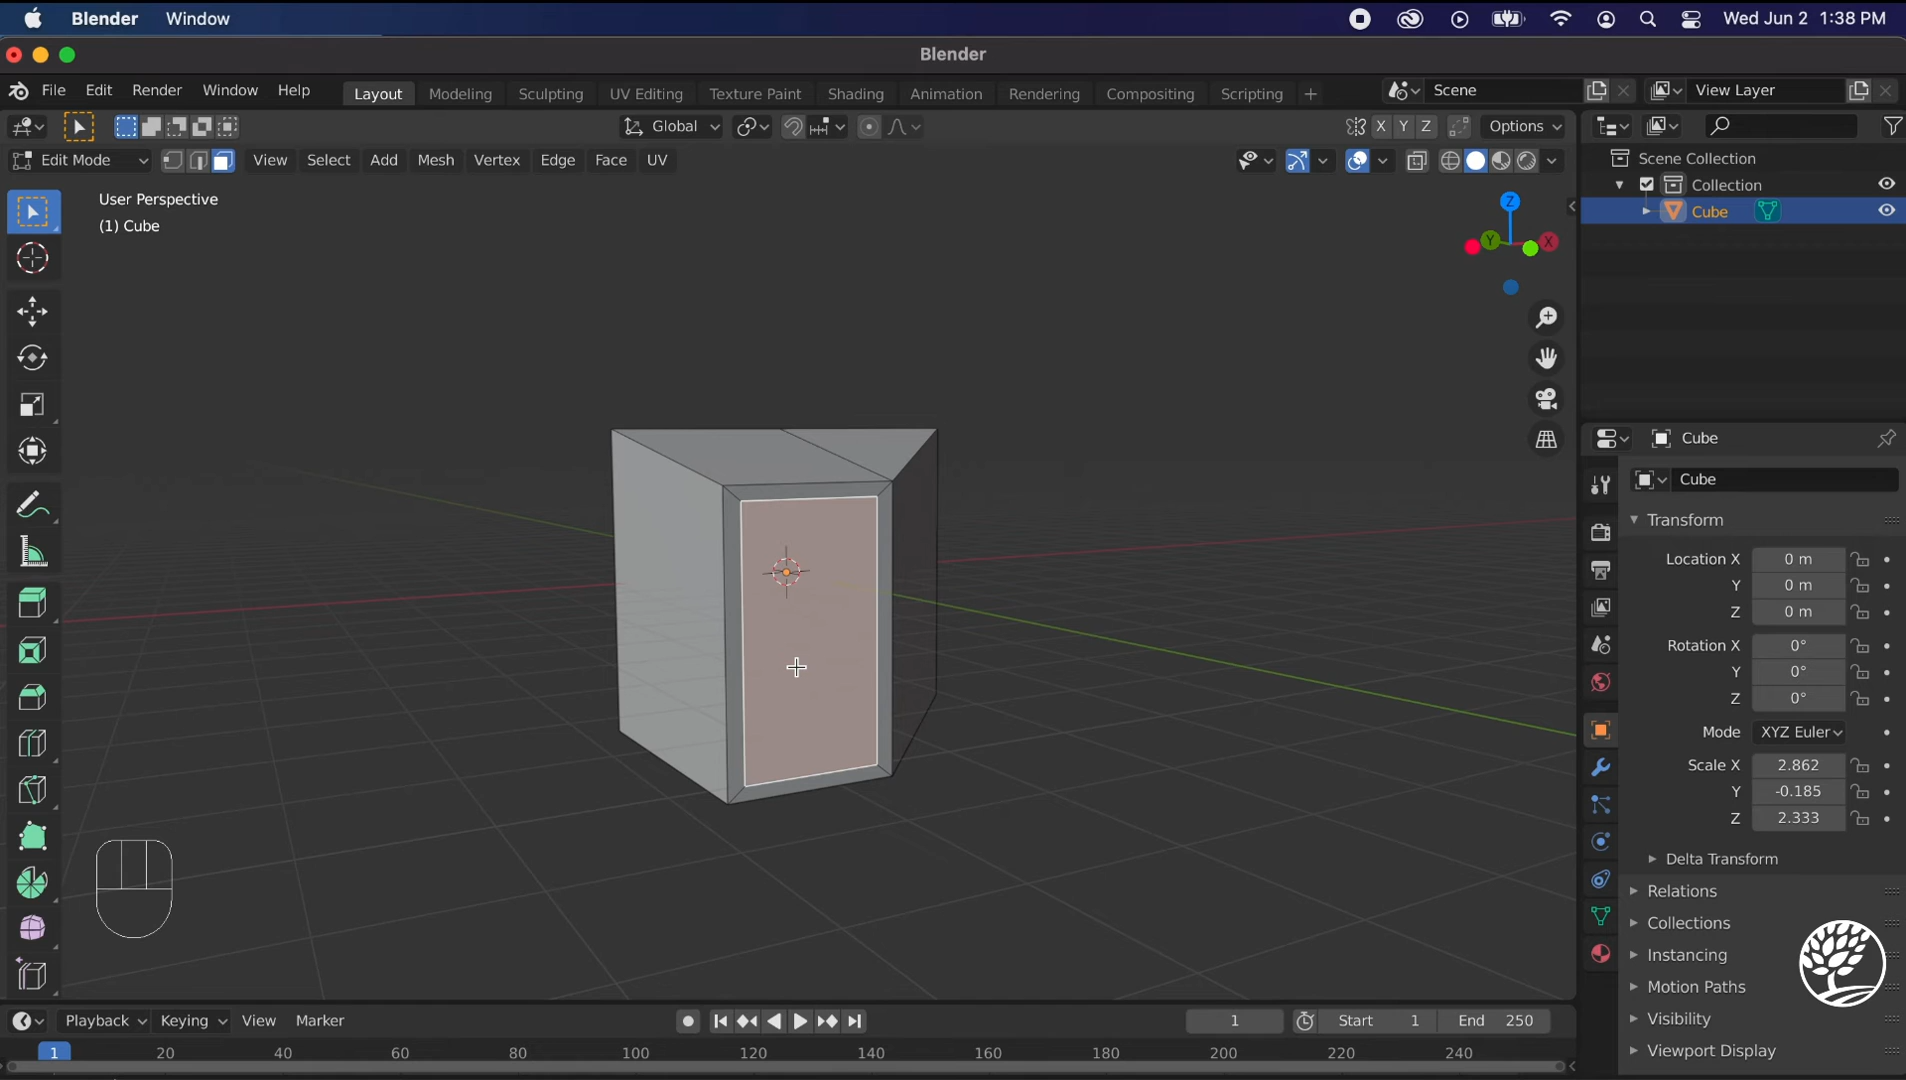 Blender Window Wed Jun 2 1:38 PM
Blender
File Edit Render Window Help Layout Modeling Sculpting UV Editing Texture Paint Shading Animation Rendering Compositing Scripting + Scene View Layer
Global X Y Z Options
Edit Mode View Select Add Mesh Vertex Edge Face UV
Scene Collection
Collection
Cube
User Perspective
(1) Cube
Z
Y X
Cube
Cube
Transform
Location X 0 m
Y 0 m
Z 0 m
Rotation X 0°
Y 0°
Z 0°
Mode XYZ Euler
Scale X 2.862
Y -0.185
Z 2.333
Delta Transform
Relations
Collections
Instancing
Motion Paths
Visibility
Viewport Display
Playback Keying View Marker 1 Start 1 End 250
1 20 40 60 80 100 120 140 160 180 200 220 240